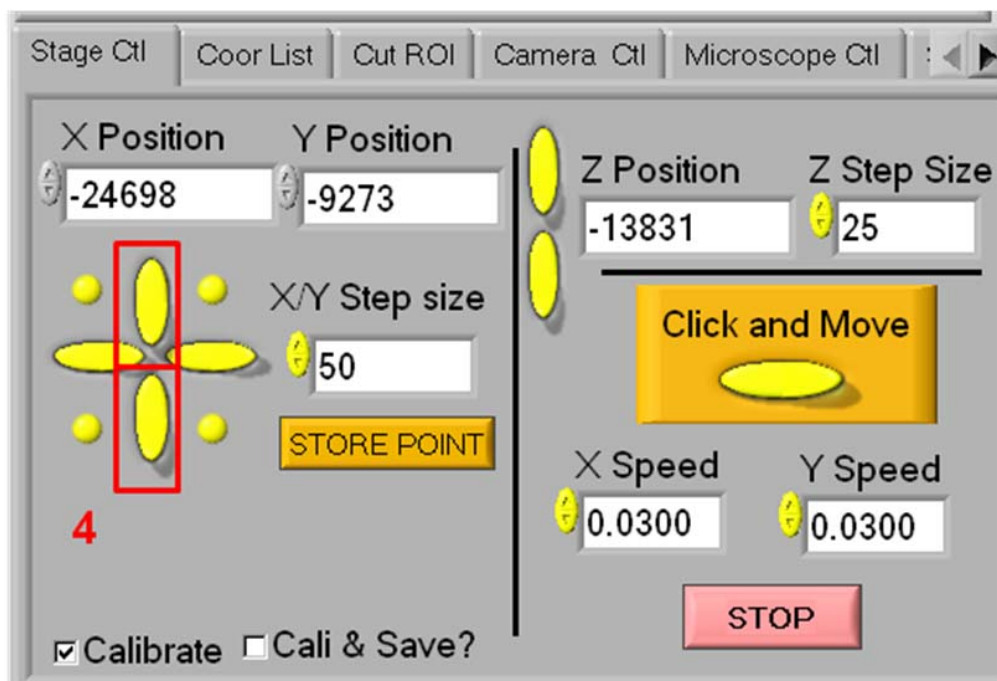 Stage Ctl
Coor List
Cut ROI
Camera Ctl
Microscope Ctl
X Position
Y Position
-24698
-9273
X/Y Step size
50
STORE POINT
4
Calibrate
Cali & Save?
Z Position
Z Step Size
-13831
25
Click and Move
X Speed
Y Speed
0.0300
0.0300
STOP